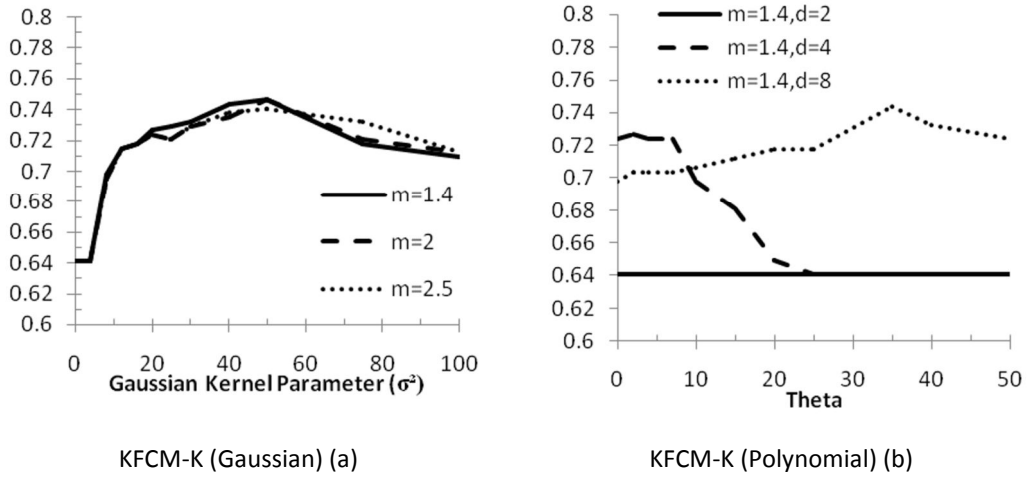 0.8
0.78
0.76
0.74
0.72
0.7
0.68
0.66
0.64
0.62
0.6
m=1.4
m=2
m=2.5
0 20 40 60 80 100
Gaussian Kernel Parameter (σ²)
KFCM-K (Gaussian) (a)
0.8
0.78
0.76
0.74
0.72
0.7
0.68
0.66
0.64
0.62
0.6
m=1.4,d=2
m=1.4,d=4
m=1.4,d=8
0 10 20 30 40 50
Theta
KFCM-K (Polynomial) (b)